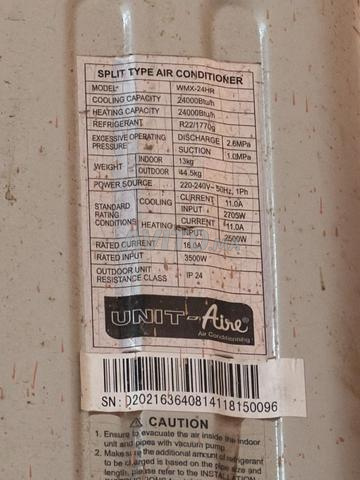 SPLIT TYPE AIR CONDITIONER
MODEL WMX-24HR
COOLING CAPACITY 24000Btu/h
HEATING CAPACITY 24000Btu/h
REFRIGERANT R22/1770g
EXCESSIVE OPERATING PRESSURE DISCHARGE 2.6MPa
SUCTION 1.0MPa
WEIGHT INDOOR 13kg
OUTDOOR 44.5kg
POWER SOURCE 220-240V~ 50Hz, 1Ph
STANDARD RATING CONDITIONS COOLING CURRENT 11.0A
INPUT 2705W
HEATING CURRENT 11.0A
INPUT 2500W
RATED CURRENT 16.0A
RATED INPUT 3500W
OUTDOOR UNIT RESISTANCE CLASS IP 24
UNIT-Aire®
Air Conditioning
SN : D202163640814118150096
CAUTION
1. Ensure to evacuate the air inside the indoor
unit and pipes with vacuum pump.
2. Make sure the additional amount of refrigerant
to be charged is based on the pipe size and
length, please refer to the INSTALLATION